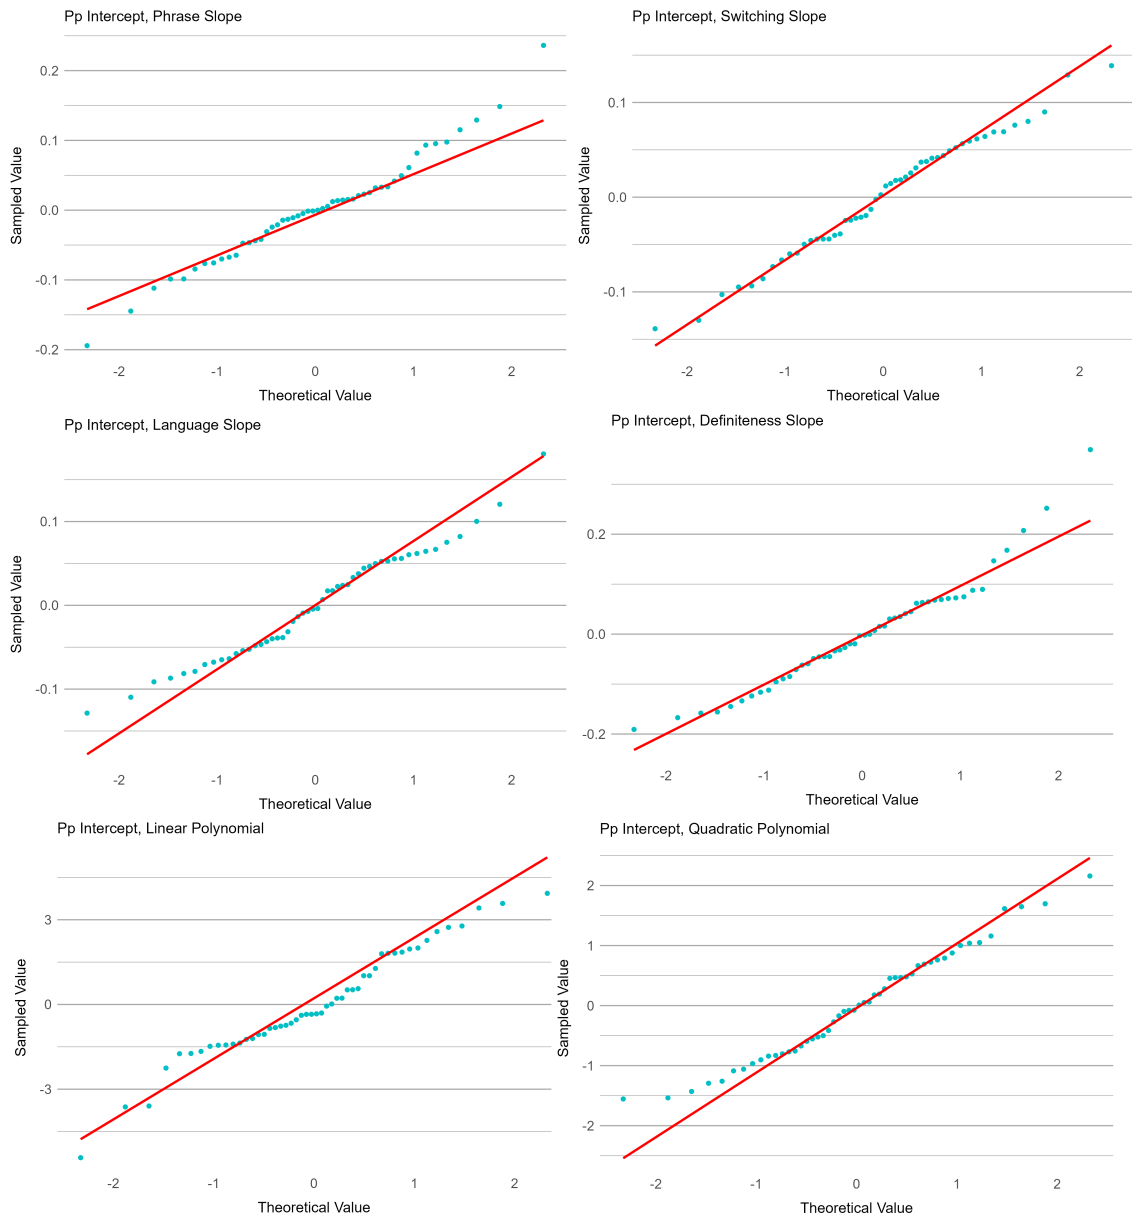 Pp Intercept, Phrase Slope
Sampled Value
0.2
0.1
0.0
-0.1
-0.2
-2 -1 0 1 2
Theoretical Value
Pp Intercept, Switching Slope
Sampled Value
0.1
0.0
-0.1
-2 -1 0 1 2
Theoretical Value
Pp Intercept, Language Slope
Sampled Value
0.1
0.0
-0.1
-2 -1 0 1 2
Theoretical Value
Pp Intercept, Definiteness Slope
Sampled Value
0.2
0.0
-0.2
-2 -1 0 1 2
Theoretical Value
Pp Intercept, Linear Polynomial
Sampled Value
3
0
-3
-2 -1 0 1 2
Theoretical Value
Pp Intercept, Quadratic Polynomial
Sampled Value
2
1
0
-1
-2
-2 -1 0 1 2
Theoretical Value